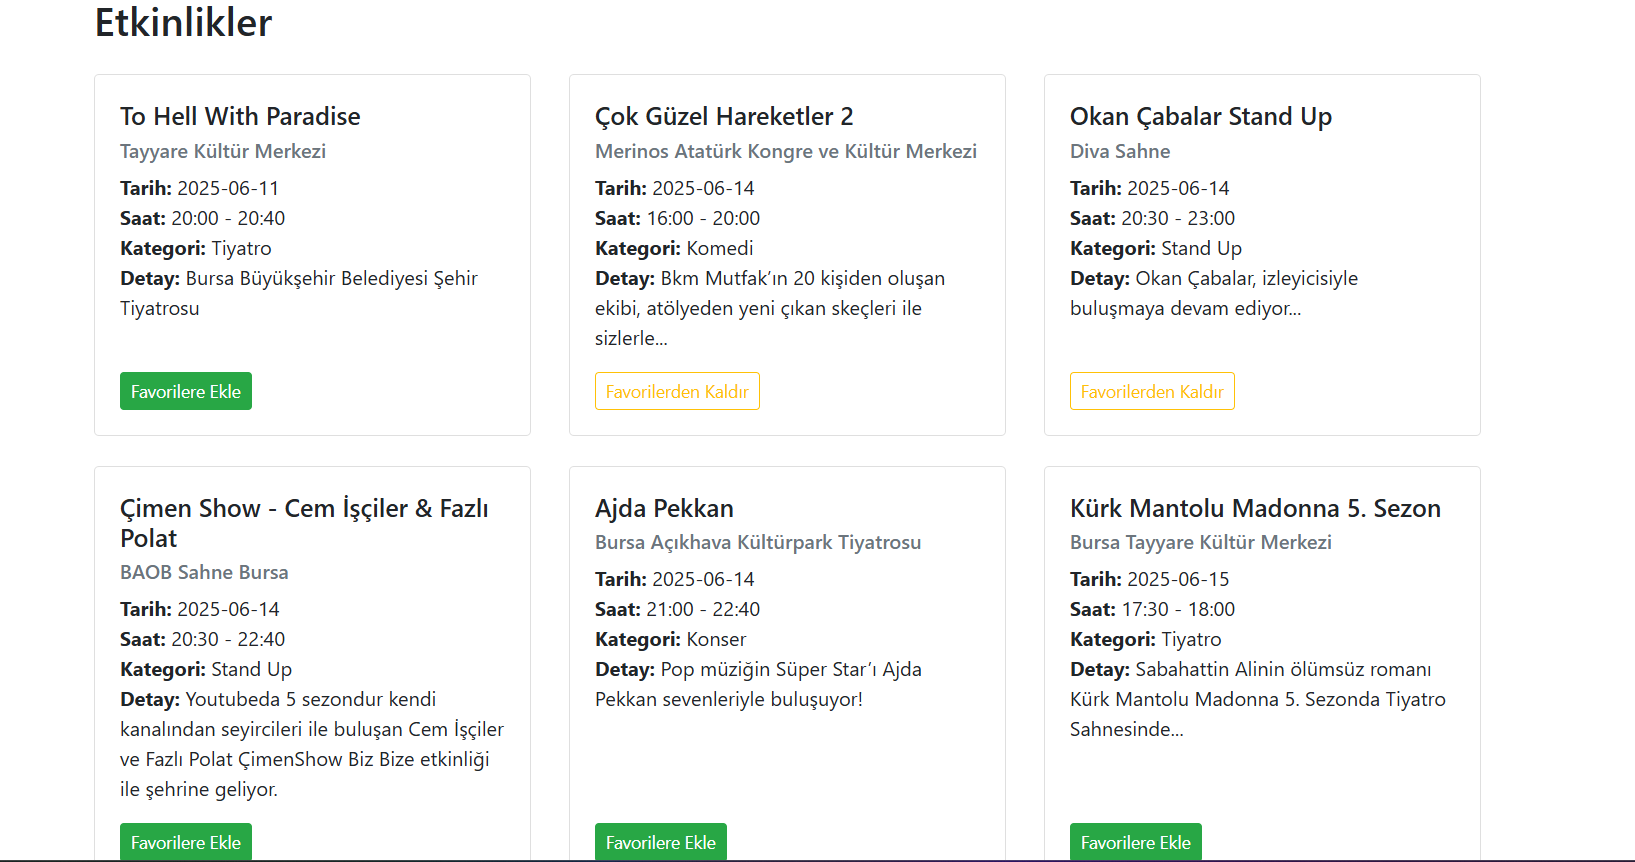 Etkinlikler
To Hell With Paradise
Tayyare Kültür Merkezi
Tarih: 2025-06-11
Saat: 20:00 - 20:40
Kategori: Tiyatro
Detay: Bursa Büyükşehir Belediyesi Şehir
Tiyatrosu
Favorilere Ekle
Çok Güzel Hareketler 2
Merinos Atatürk Kongre ve Kültür Merkezi
Tarih: 2025-06-14
Saat: 16:00 - 20:00
Kategori: Komedi
Detay: Bkm Mutfak’ın 20 kişiden oluşan
ekibi, atölyeden yeni çıkan skeçleri ile
sizlerle...
Favorilerden Kaldır
Okan Çabalar Stand Up
Diva Sahne
Tarih: 2025-06-14
Saat: 20:30 - 23:00
Kategori: Stand Up
Detay: Okan Çabalar, izleyicisiyle
buluşmaya devam ediyor...
Favorilerden Kaldır
Çimen Show - Cem İşçiler & Fazlı
Polat
BAOB Sahne Bursa
Tarih: 2025-06-14
Saat: 20:30 - 22:40
Kategori: Stand Up
Detay: Youtubeda 5 sezondur kendi
kanalından seyircileri ile buluşan Cem İşçiler
ve Fazlı Polat ÇimenShow Biz Bize etkinliği
ile şehrine geliyor.
Favorilere Ekle
Ajda Pekkan
Bursa Açıkhava Kültürpark Tiyatrosu
Tarih: 2025-06-14
Saat: 21:00 - 22:40
Kategori: Konser
Detay: Pop müziğin Süper Star’ı Ajda
Pekkan sevenleriyle buluşuyor!
Favorilere Ekle
Kürk Mantolu Madonna 5. Sezon
Bursa Tayyare Kültür Merkezi
Tarih: 2025-06-15
Saat: 17:30 - 18:00
Kategori: Tiyatro
Detay: Sabahattin Alinin ölümsüz romanı
Kürk Mantolu Madonna 5. Sezonda Tiyatro
Sahnesinde...
Favorilere Ekle